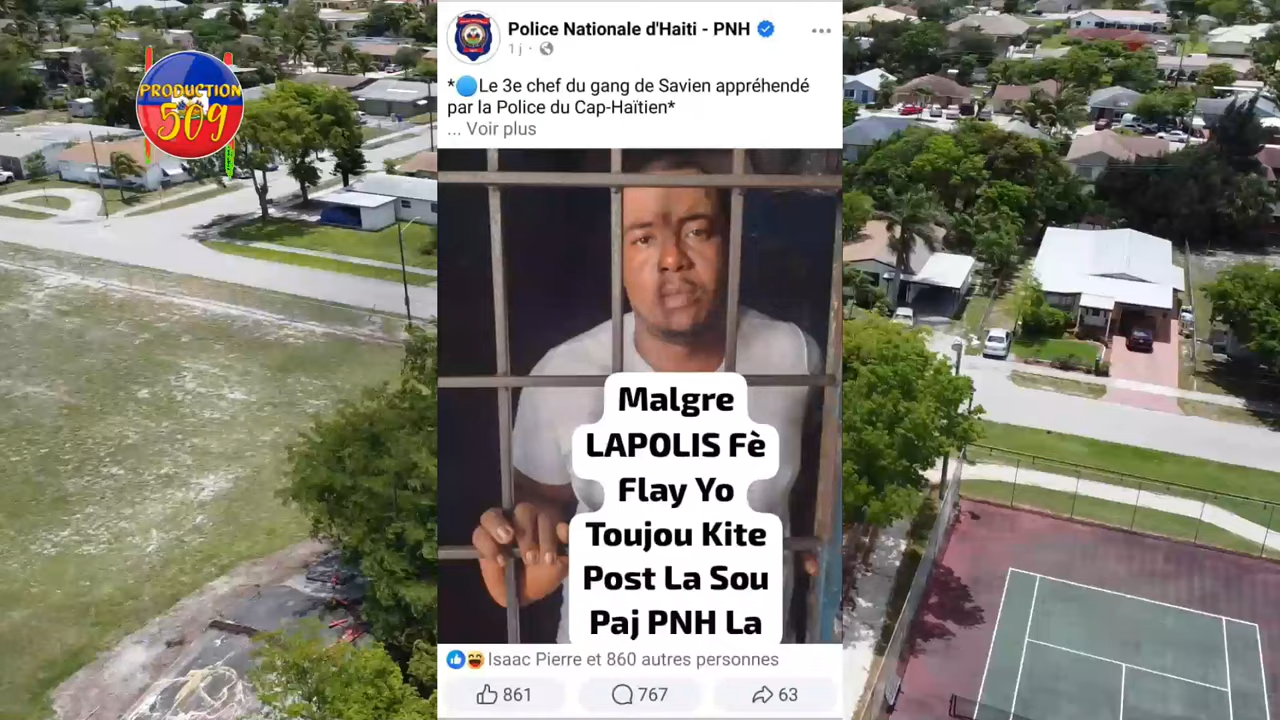 PRODUCTION
509
Police Nationale d'Haiti - PNH
1 j ·
*🔵Le 3e chef du gang de Savien appréhendé
par la Police du Cap-Haïtien*
... Voir plus
Malgre
LAPOLIS Fè
Flay Yo
Toujou Kite
Post La Sou
Paj PNH La
Isaac Pierre et 860 autres personnes
861
767
63